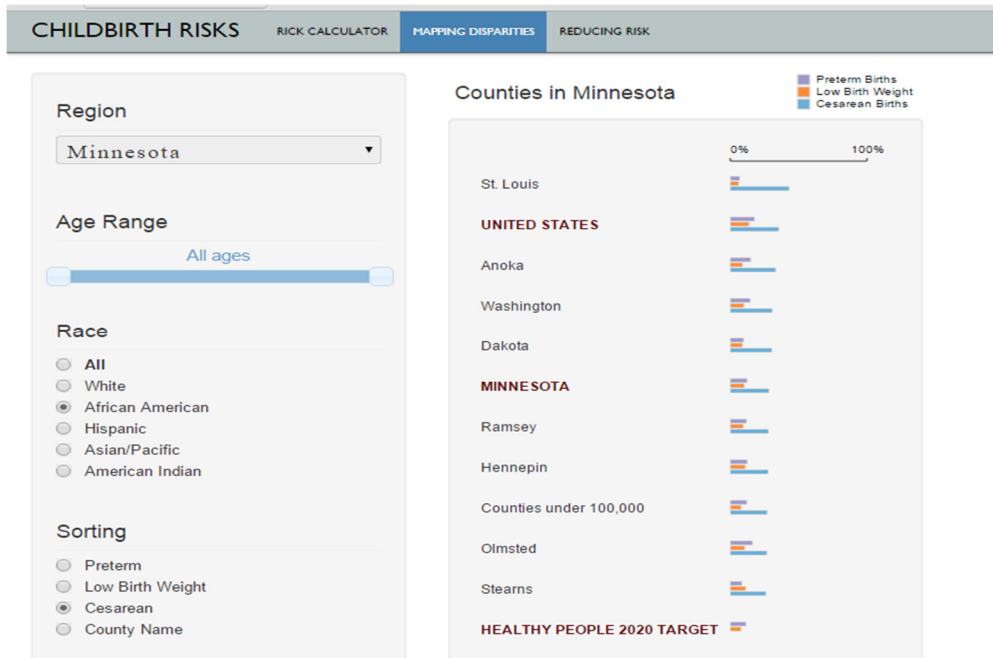 CHILDBIRTH RISKS RICK CALCULATOR MAPPING DISPARITIES REDUCING RISK
Region
Minnesota
Age Range
All ages
Race
All
White
African American
Hispanic
Asian/Pacific
American Indian
Sorting
Preterm
Low Birth Weight
Cesarean
County Name
Counties in Minnesota
Preterm Births
Low Birth Weight
Cesarean Births
0% 100%
St. Louis
UNITED STATES
Anoka
Washington
Dakota
MINNESOTA
Ramsey
Hennepin
Counties under 100,000
Olmsted
Stearns
HEALTHY PEOPLE 2020 TARGET